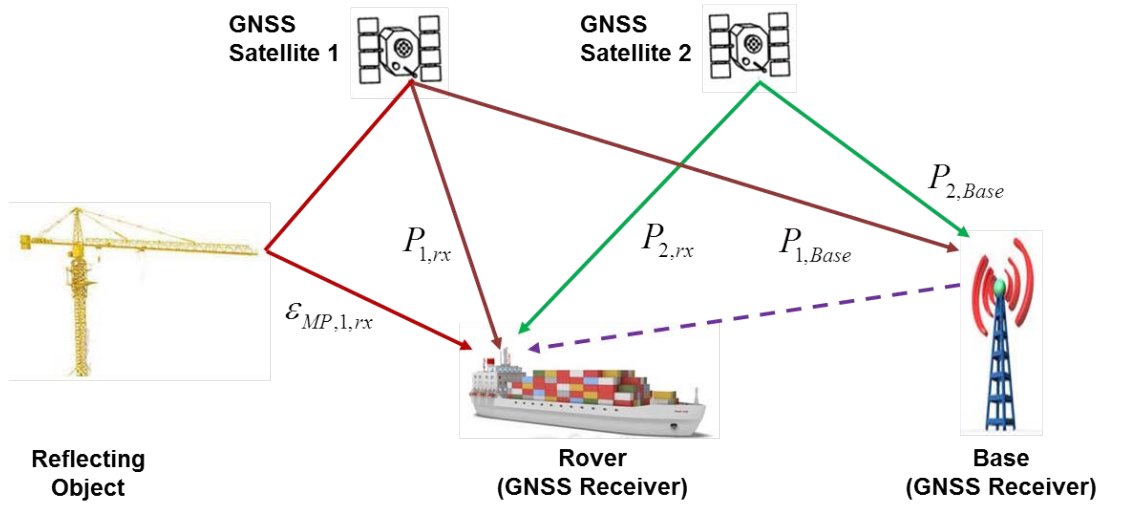 GNSS
Satellite 1
GNSS
Satellite 2
P2,Base
P1,rx
P2,rx
P1,Base
εMP,1,rx
Reflecting
Object
Rover
(GNSS Receiver)
Base
(GNSS Receiver)